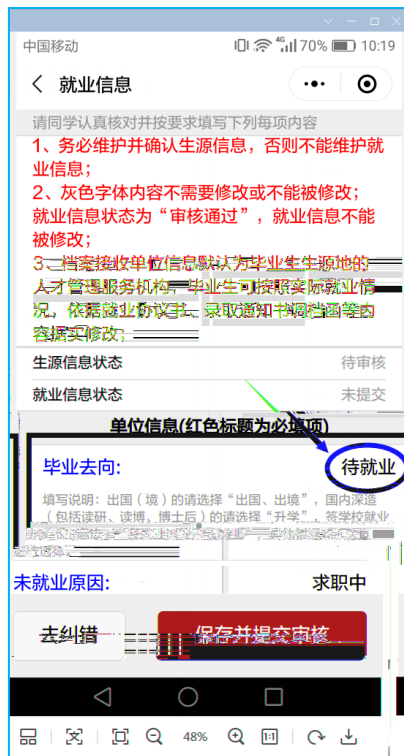 中国移动 4G 70% 10:19
就业信息
请同学认真核对并按要求填写下列每项内容
1、务必维护并确认生源信息，否则不能维护就
业信息；
2、灰色字体内容不需要修改或不能被修改；
就业信息状态为“审核通过”，就业信息不能
被修改；
3、档案接收单位信息默认为毕业生生源地的
人才管理服务机构，毕业生可按照实际就业情
况，依据就业协议书、录取通知书调档函等内
容据实修改；
生源信息状态 待审核
就业信息状态 未提交
单位信息(红色标题为必填项)
毕业去向: 待就业
填写说明：出国（境）的请选择“出国、出境”，国内深造
（包括读研、读博、博士后）的请选择“升学”，签学校就业
未就业原因: 求职中
去纠错 保存并提交审核
48% 1:1